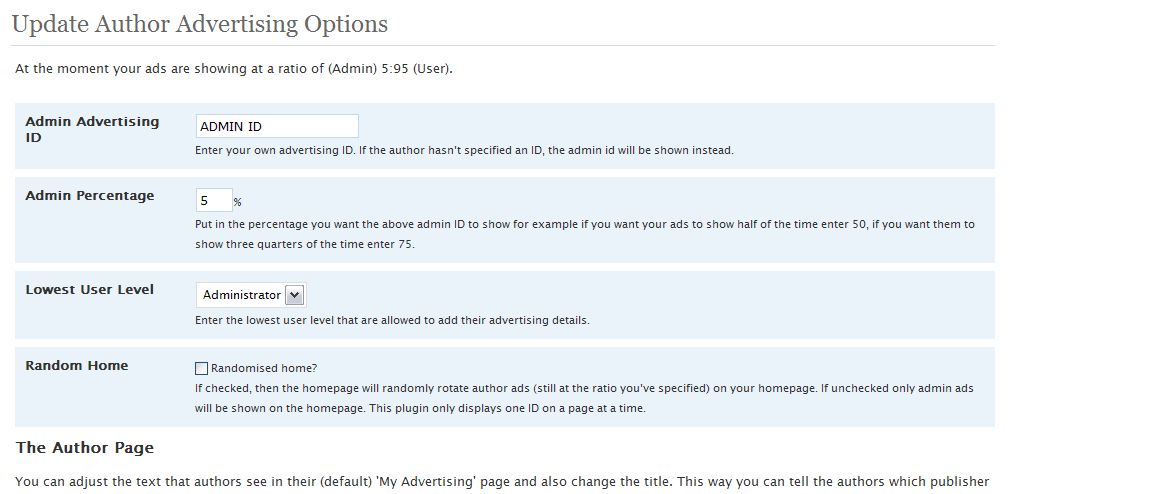 Update Author Advertising Options
At the moment your ads are showing at a ratio of (Admin) 5:95 (User).
Admin Advertising
ID
ADMIN ID
Enter your own advertising ID. If the author hasn't specified an ID, the admin id will be shown instead.
Admin Percentage
5 %
Put in the percentage you want the above admin ID to show for example if you want your ads to show half of the time enter 50, if you want them to
show three quarters of the time enter 75.
Lowest User Level
Administrator
Enter the lowest user level that are allowed to add their advertising details.
Random Home
Randomised home?
If checked, then the homepage will randomly rotate author ads (still at the ratio you've specified) on your homepage. If unchecked only admin ads
will be shown on the homepage. This plugin only displays one ID on a page at a time.
The Author Page
You can adjust the text that authors see in their (default) 'My Advertising' page and also change the title. This way you can tell the authors which publisher